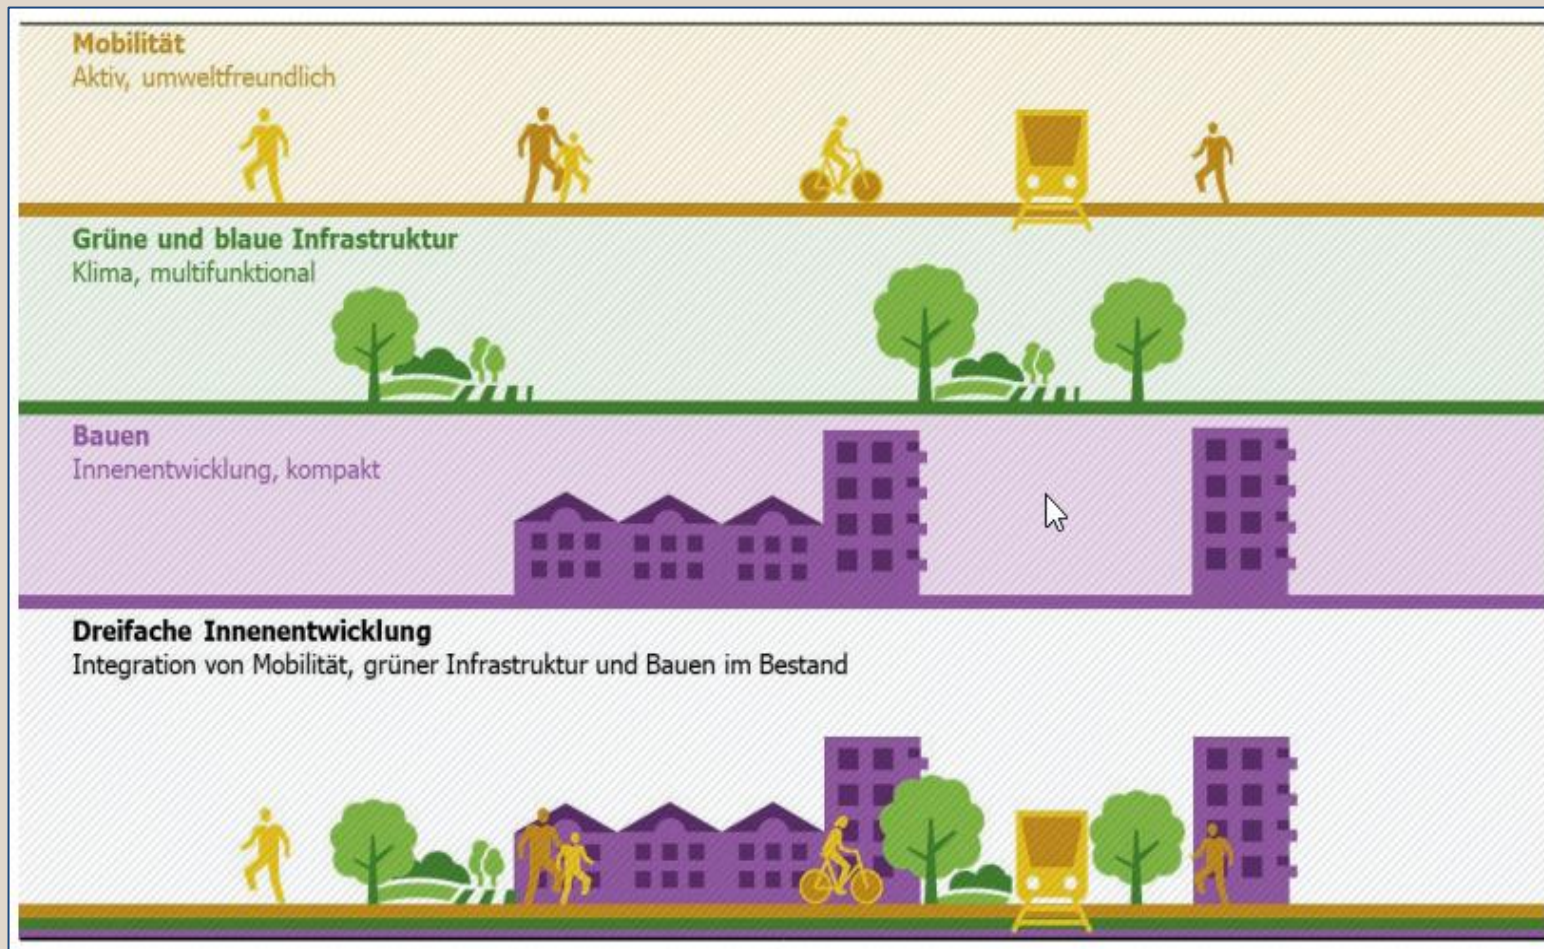 Mobilität
Aktiv, umweltfreundlich
Grüne und blaue Infrastruktur
Klima, multifunktional
Bauen
Innenentwicklung, kompakt
Dreifache Innenentwicklung
Integration von Mobilität, grüner Infrastruktur und Bauen im Bestand